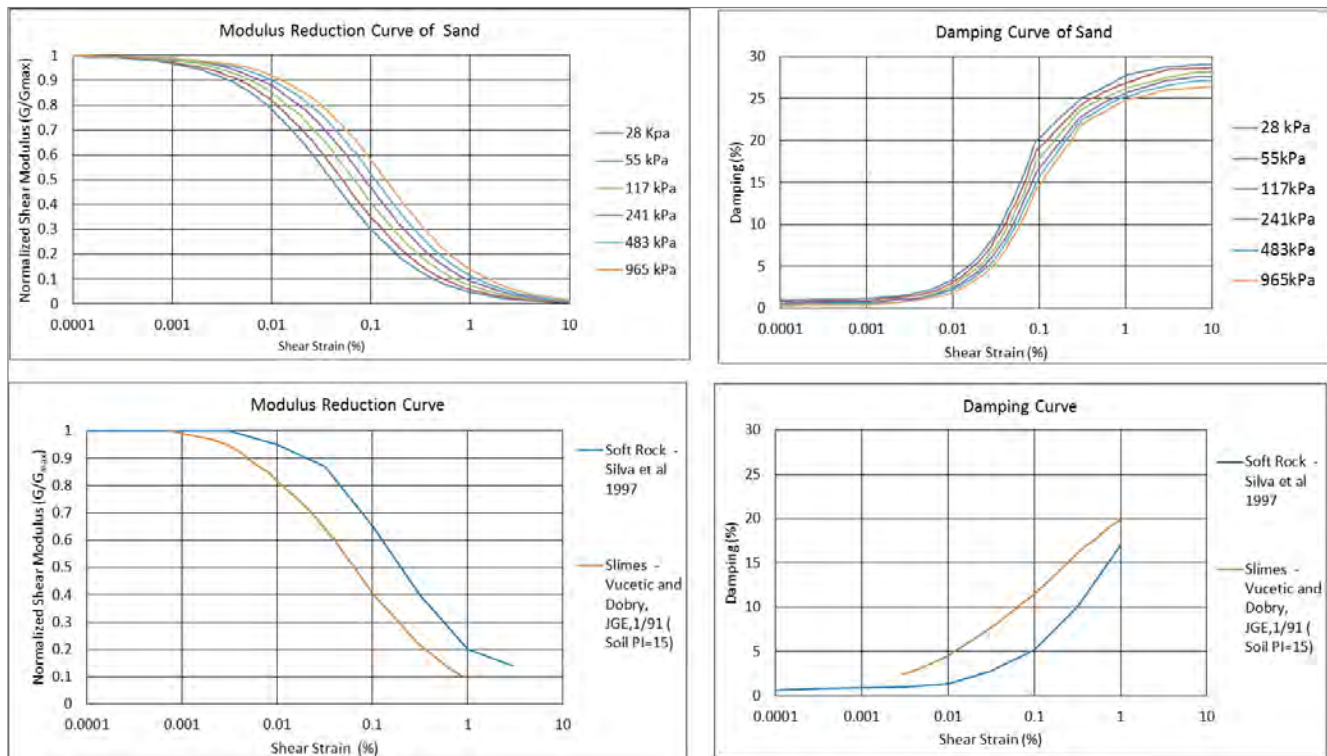 Modulus Reduction Curve of Sand
Normalized Shear Modulus (G/Gmax)
1
0.9
0.8
0.7
0.6
0.5
0.4
0.3
0.2
0.1
0
0.0001 0.001 0.01 0.1 1 10
Shear Strain (%)
28 Kpa
55 kPa
117 kPa
241 kPa
483 kPa
965 kPa
Damping Curve of Sand
Damping (%)
30
25
20
15
10
5
0
0.0001 0.001 0.01 0.1 1 10
Shear Strain (%)
28 kPa
55kPa
117kPa
241kPa
483kPa
965kPa
Modulus Reduction Curve
Normalized Shear Modulus (G/Gmax)
1
0.9
0.8
0.7
0.6
0.5
0.4
0.3
0.2
0.1
0
0.0001 0.001 0.01 0.1 1 10
Shear Strain (%)
Soft Rock -
Silva et al
1997
Slimes -
Vucetic and
Dobry,
JGE,1/91 (
Soil PI=15)
Damping Curve
Damping (%)
30
25
20
15
10
5
0
0.0001 0.001 0.01 0.1 1 10
Shear Strain (%)
Soft Rock -
Silva et al
1997
Slimes -
Vucetic and
Dobry,
JGE,1/91 (
Soil PI=15)